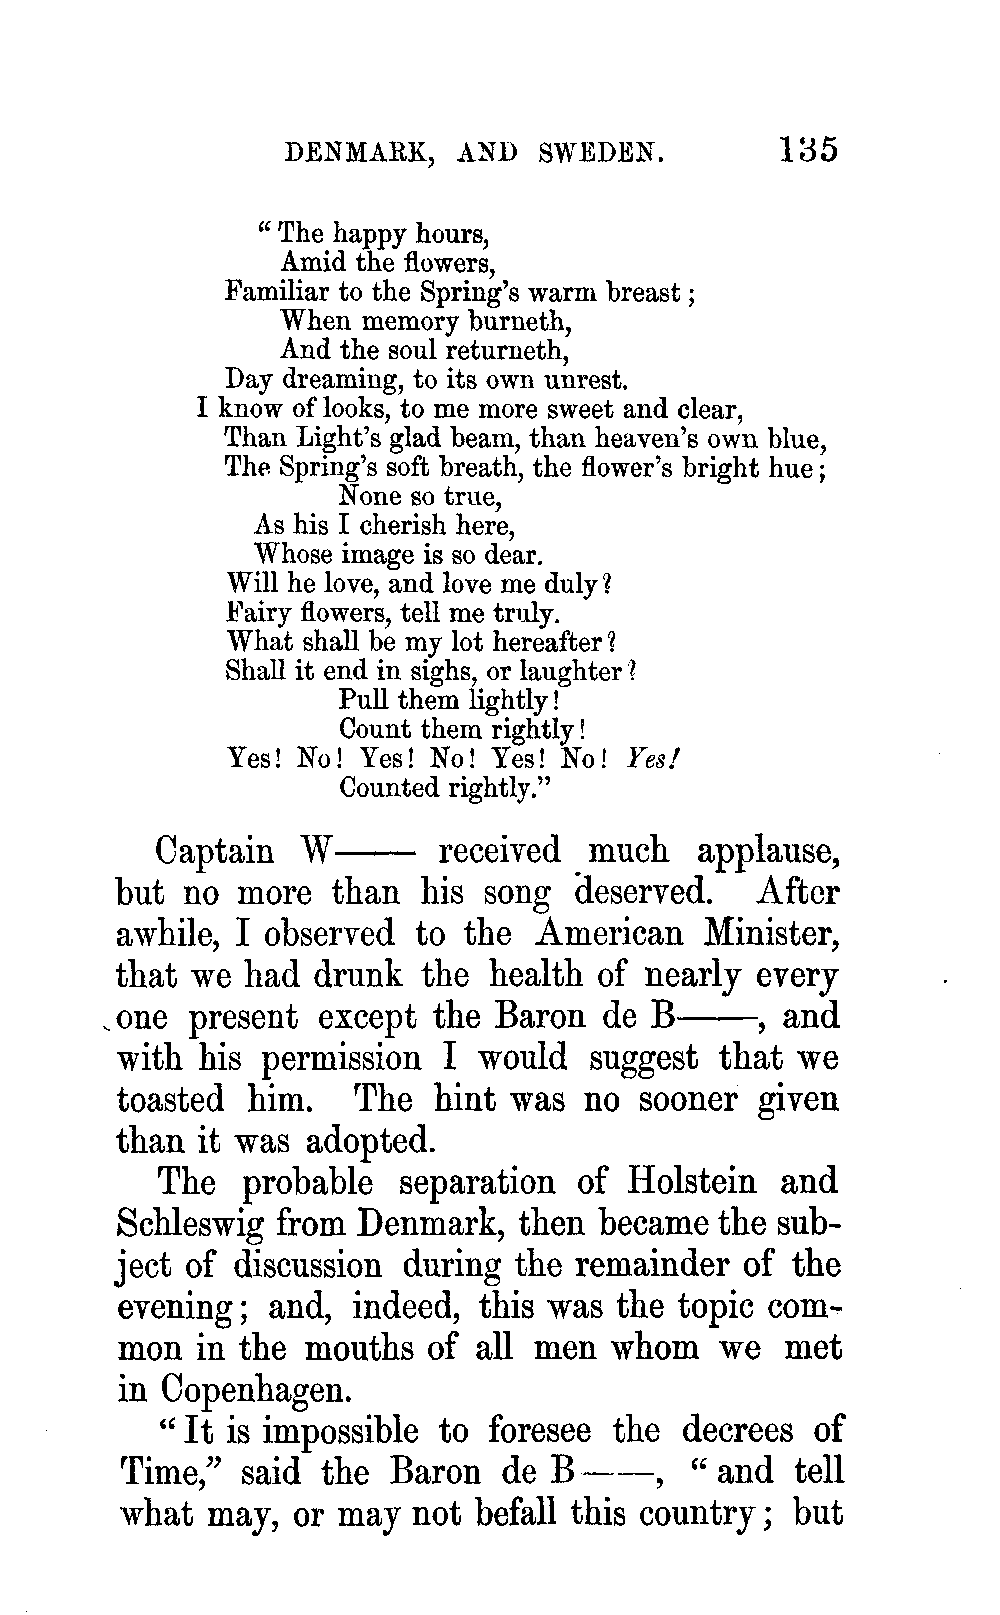 DENMARK, AND SWEDEN. 135
“The happy hours,
Amid the flowers,
Familiar to the Spring’s warm breast;
When memory burneth,
And the soul returneth,
Day dreaming, to its own unrest.
I know of looks, to me more sweet and clear,
Than Light’s glad beam, than heaven’s own blue,
The Spring’s soft breath, the flower’s bright hue;
None so true,
As his I cherish here,
Whose image is so dear.
Will he love, and love me duly?
Fairy flowers, tell me truly.
What shall be my lot hereafter?
Shall it end in sighs, or laughter?
Pull them lightly!
Count them rightly!
Yes! No! Yes! No! Yes! No! Yes!
Counted rightly.”
Captain W—— received much applause,
but no more than his song deserved. After
awhile, I observed to the American Minister,
that we had drunk the health of nearly every
one present except the Baron de B——, and
with his permission I would suggest that we
toasted him. The hint was no sooner given
than it was adopted.
The probable separation of Holstein and
Schleswig from Denmark, then became the sub-
ject of discussion during the remainder of the
evening; and, indeed, this was the topic com-
mon in the mouths of all men whom we met
in Copenhagen.
“It is impossible to foresee the decrees of
Time,” said the Baron de B——, “and tell
what may, or may not befall this country; but